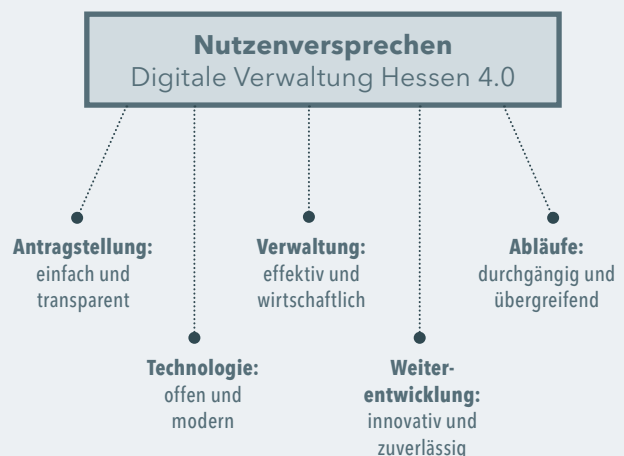 Nutzenversprechen
Digitale Verwaltung Hessen 4.0
Antragstellung:
einfach und
transparent
Technologie:
offen und
modern
Verwaltung:
effektiv und
wirtschaftlich
Weiter-
entwicklung:
innovativ und
zuverlässig
Abläufe:
durchgängig und
übergreifend